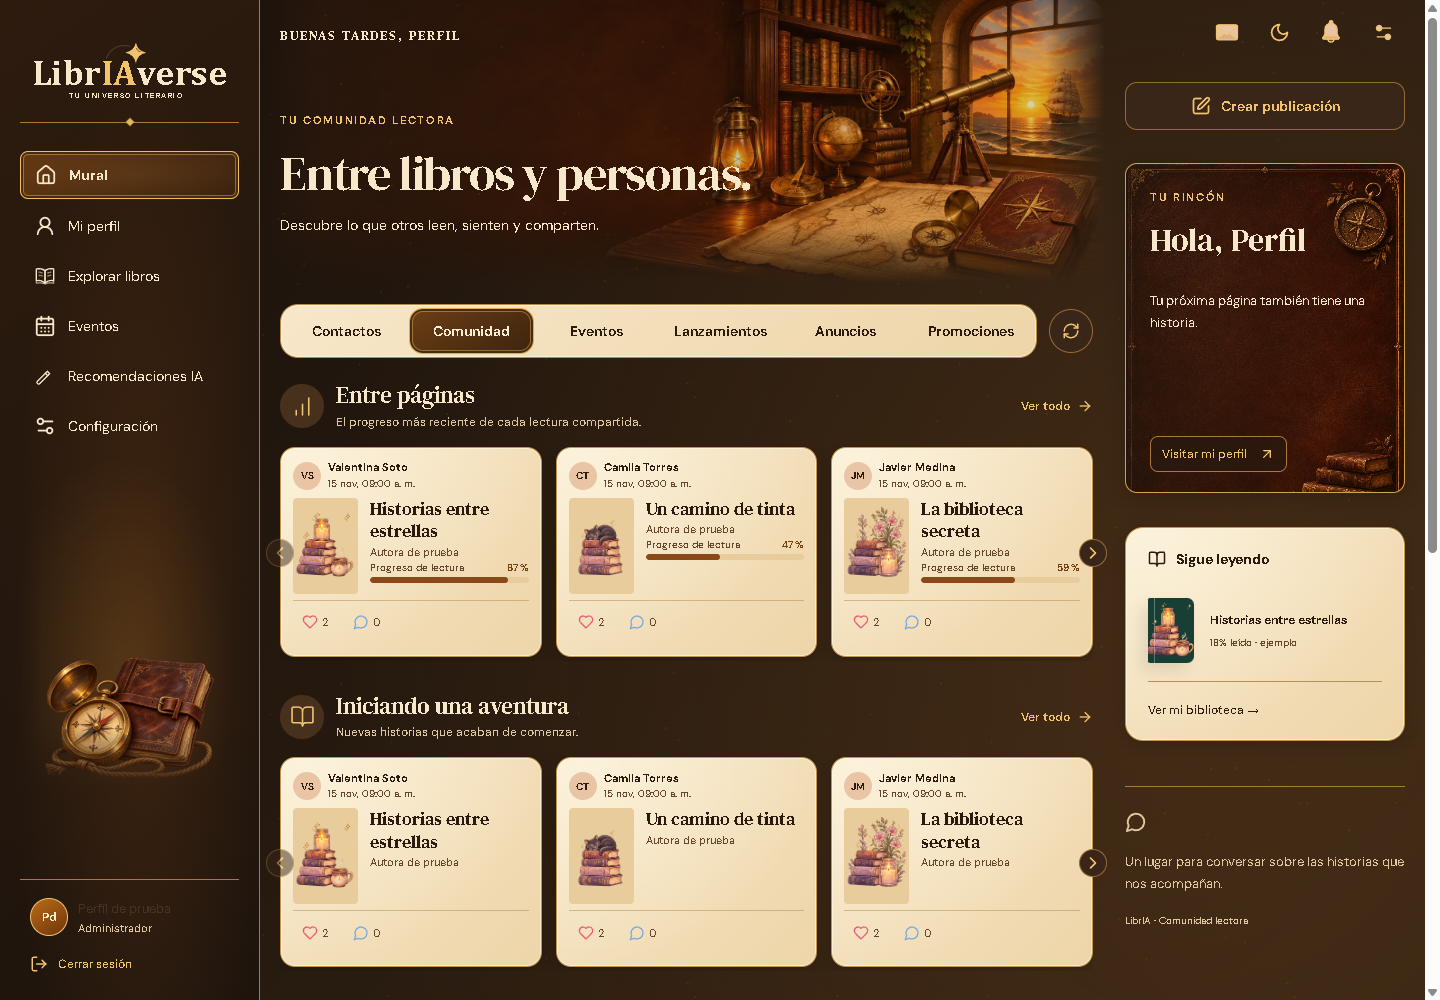 LibrIAverse
TU UNIVERSO LITERARIO
Mural
Mi perfil
Explorar libros
Eventos
Recomendaciones IA
Configuración
Pd
Perfil de prueba
Administrador
Cerrar sesión
BUENAS TARDES, PERFIL
TU COMUNIDAD LECTORA
Entre libros y personas.
Descubre lo que otros leen, sienten y comparten.
Contactos
Comunidad
Eventos
Lanzamientos
Anuncios
Promociones
Entre páginas
El progreso más reciente de cada lectura compartida.
Ver todo →
VS
Valentina Soto
15 nov, 09:00 a. m.
Historias entre
estrellas
Autora de prueba
Progreso de lectura 87 %
2 0
CT
Camila Torres
15 nov, 09:00 a. m.
Un camino de tinta
Autora de prueba
Progreso de lectura 47 %
2 0
JM
Javier Medina
15 nov, 09:00 a. m.
La biblioteca
secreta
Autora de prueba
Progreso de lectura 59 %
2 0
Iniciando una aventura
Nuevas historias que acaban de comenzar.
Ver todo →
VS
Valentina Soto
15 nov, 09:00 a. m.
Historias entre
estrellas
Autora de prueba
2 0
CT
Camila Torres
15 nov, 09:00 a. m.
Un camino de tinta
Autora de prueba
2 0
JM
Javier Medina
15 nov, 09:00 a. m.
La biblioteca
secreta
Autora de prueba
2 0
Crear publicación
TU RINCÓN
Hola, Perfil
Tu próxima página también tiene una
historia.
Visitar mi perfil
Sigue leyendo
Historias entre estrellas
18% leído · ejemplo
Ver mi biblioteca →
Un lugar para conversar sobre las historias que
nos acompañan.
LibrIA · Comunidad lectora